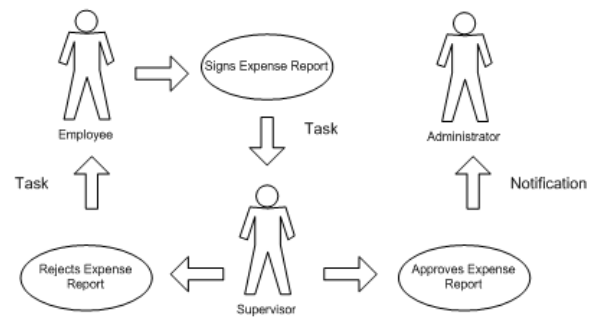 Signs Expense Report
Employee
Administrator
Task
Task
Notification
Rejects Expense
Report
Approves Expense
Report
Supervisor